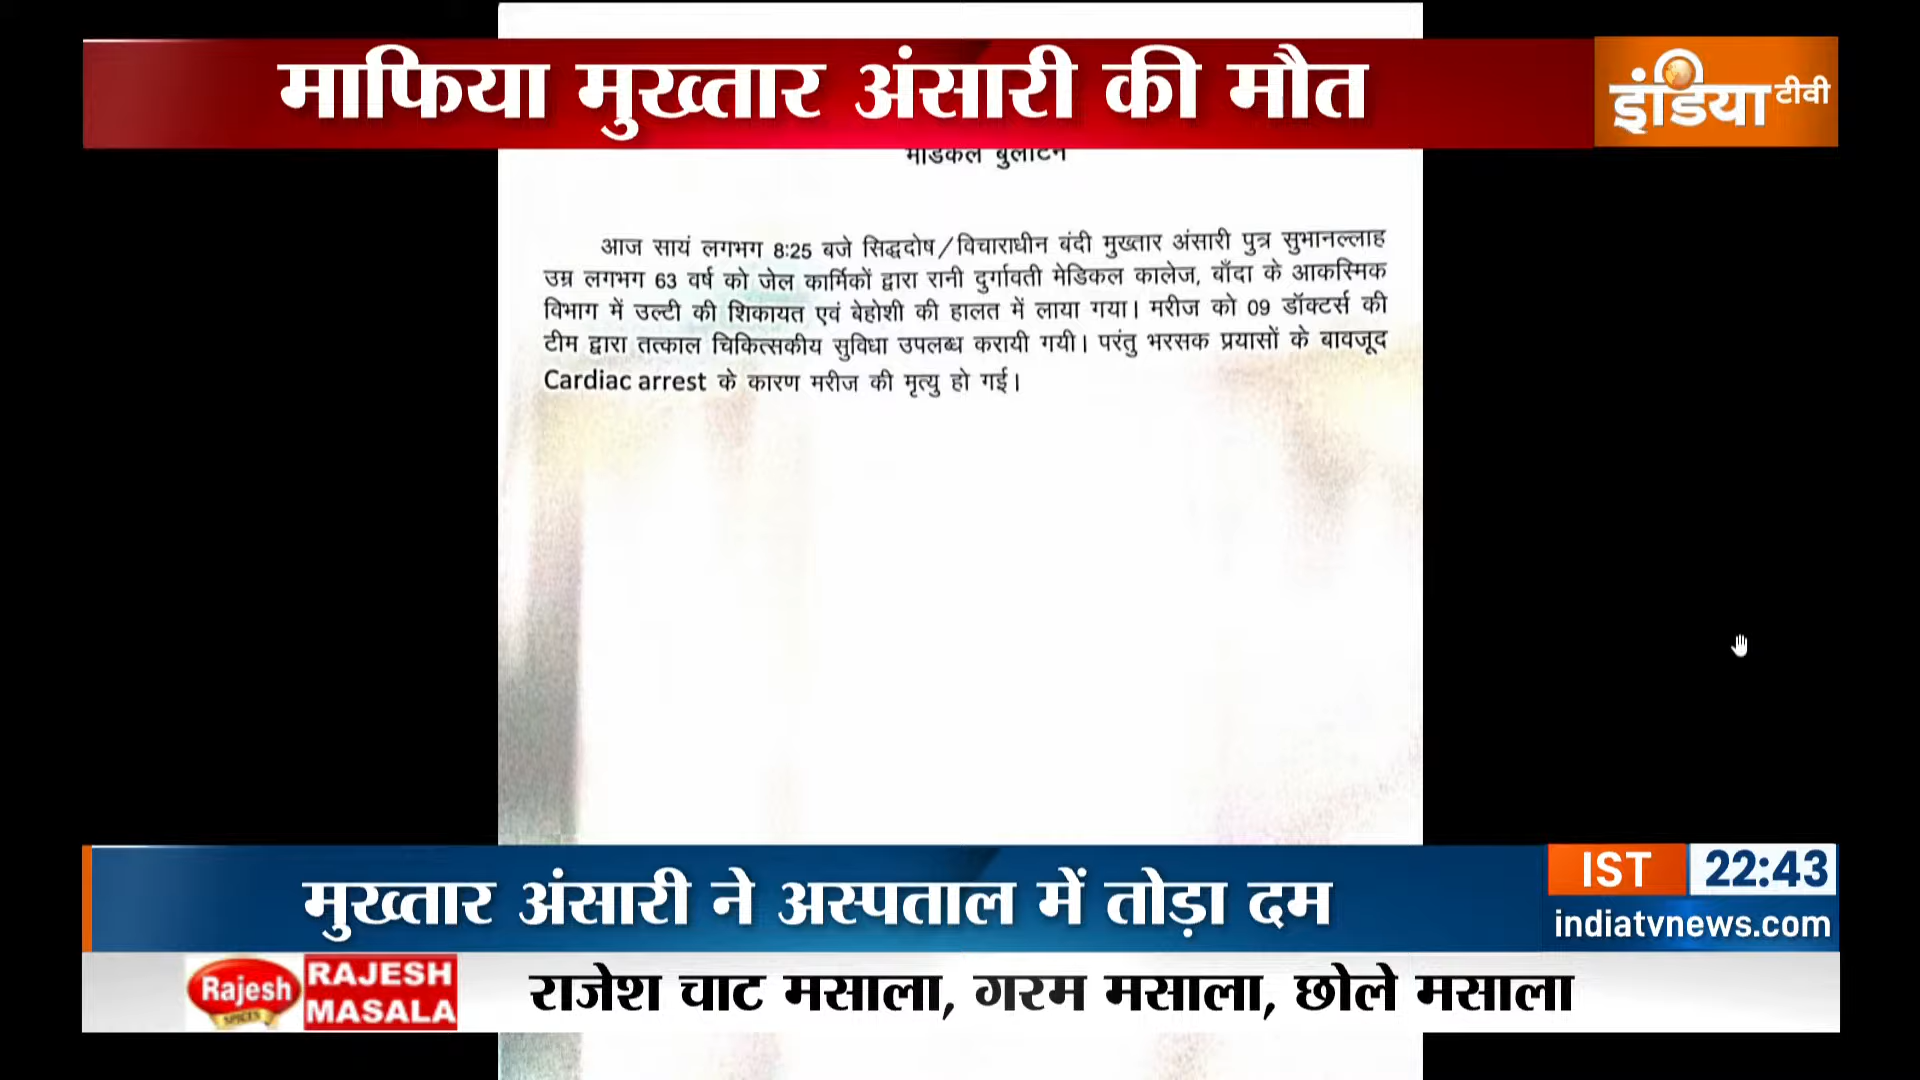 माफिया मुख्तार अंसारी की मौत
इंडिया टीवी
मेडिकल बुलेटिन
आज सायं लगभग 8:25 बजे सिद्धदोष/विचाराधीन बंदी मुख्तार अंसारी पुत्र सुभानल्लाह
उम्र लगभग 63 वर्ष को जेल कार्मिकों द्वारा रानी दुर्गावती मेडिकल कालेज, बाँदा के आकस्मिक
विभाग में उल्टी की शिकायत एवं बेहोशी की हालत में लाया गया। मरीज को 09 डॉक्टर्स की
टीम द्वारा तत्काल चिकित्सकीय सुविधा उपलब्ध करायी गयी। परंतु भरसक प्रयासों के बावजूद
Cardiac arrest के कारण मरीज की मृत्यु हो गई।
मुख्तार अंसारी ने अस्पताल में तोड़ा दम
IST 22:43
indiatvnews.com
Rajesh
SPICES
RAJESH
MASALA
राजेश चाट मसाला, गरम मसाला, छोले मसाला